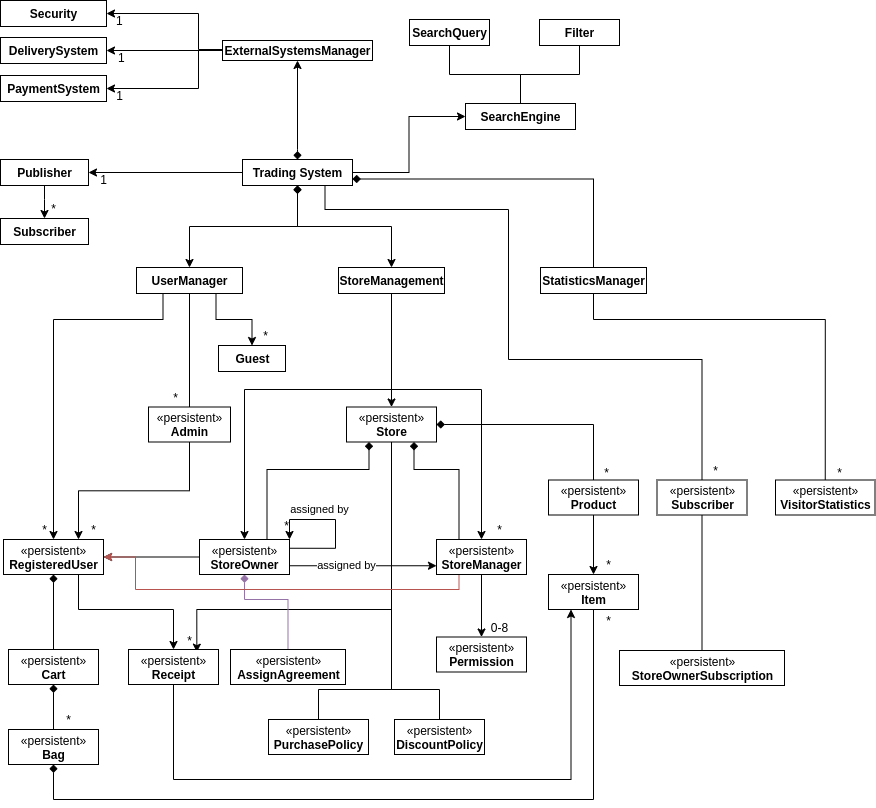 Security
1
DeliverySystem
1
PaymentSystem
1
ExternalSystemsManager
SearchQuery
Filter
SearchEngine
Publisher
1
Trading System
*
Subscriber
UserManager
StoreManagement
StatisticsManager
*
Guest
*
«persistent»
Admin
«persistent»
Store
*
«persistent»
Product
*
«persistent»
Subscriber
*
«persistent»
VisitorStatistics
assigned by
*
*
*
*
«persistent»
RegisteredUser
«persistent»
StoreOwner
assigned by
«persistent»
StoreManager
*
«persistent»
Item
*
0-8
«persistent»
Permission
*
«persistent»
Cart
«persistent»
Receipt
«persistent»
AssignAgreement
«persistent»
StoreOwnerSubscription
*
«persistent»
Bag
«persistent»
PurchasePolicy
«persistent»
DiscountPolicy